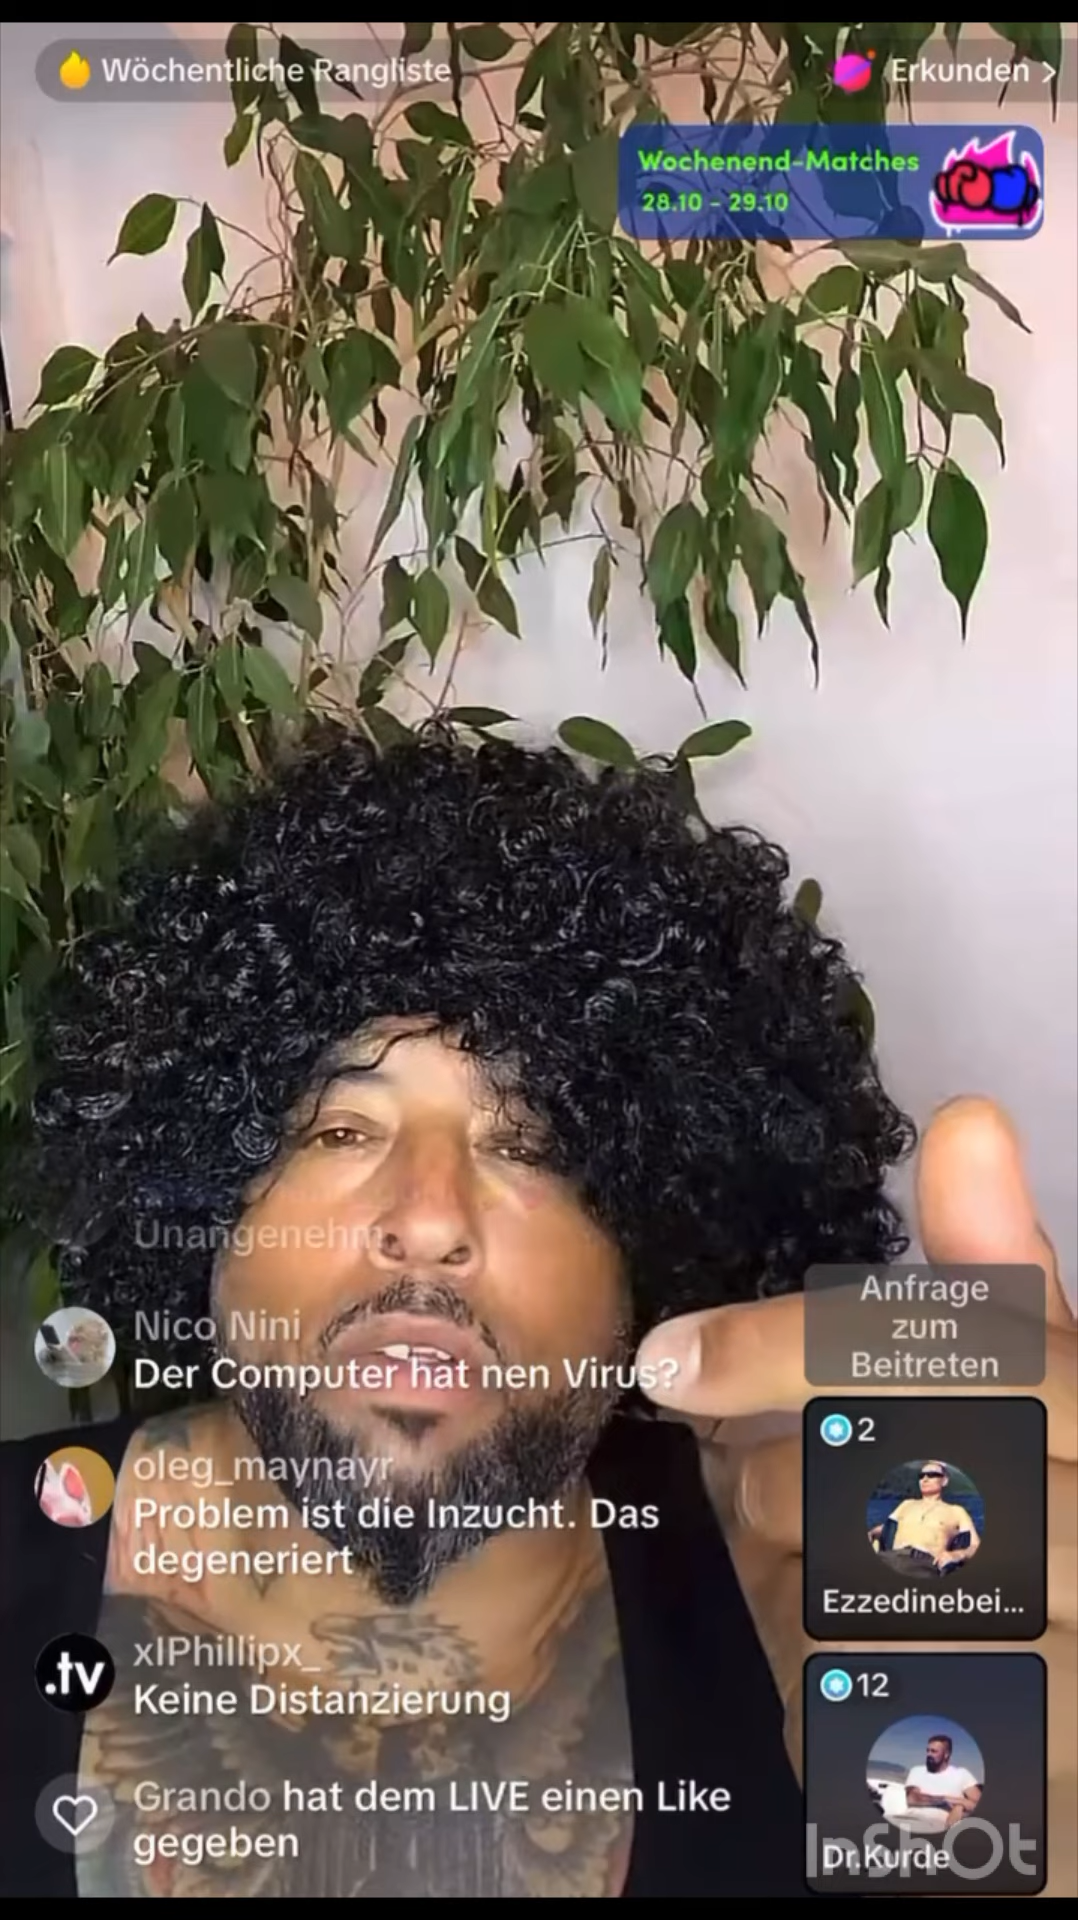 Wöchentliche Rangliste
Erkunden >
Wochenend-Matches
28.10 - 29.10
Unangenehm
Anfrage
zum
Beitreten
Nico Nini
Der Computer hat nen Virus?
2
oleg_maynayr
Problem ist die Inzucht. Das
degeneriert
Ezzedinebei...
xIPhillipx_
.tv
Keine Distanzierung
12
Grando hat dem LIVE einen Like
gegeben
Dr.Kurde
InShOt